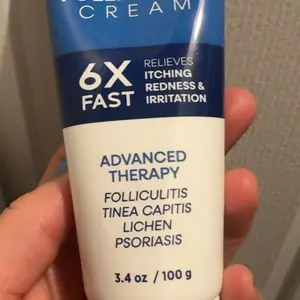 CREAM
6X
FAST
RELIEVES
ITCHING
REDNESS &
IRRITATION
ADVANCED
THERAPY
FOLLICULITIS
TINEA CAPITIS
LICHEN
PSORIASIS
3.4 oz / 100 g